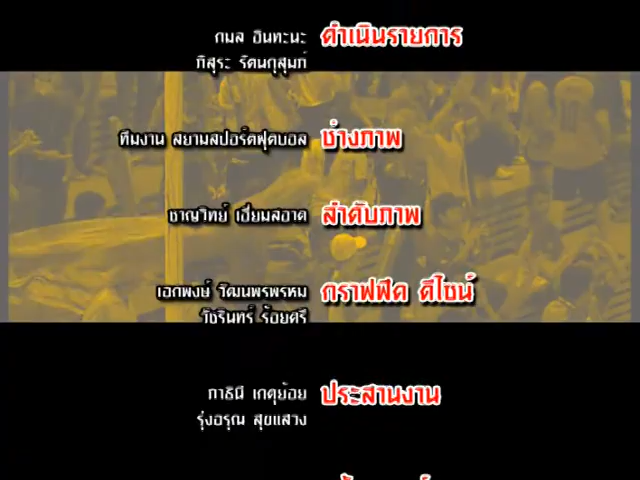 กมล อินทะนะ ดำเนินรายการ
ภิสุระ รัตนกุสุมภ์
ทีมงาน สยามสปอร์ตฟุตบอล ช่างภาพ
ชาญวิทย์ เอี่ยมสอาด ลำดับภาพ
เอกพงษ์ วัฒนพรพรหม กราฟฟิค ดีไซน์
วัชรินทร์ ร้อยศรี
ภาธินี เกตุย้อย ประสานงาน
รุ่งอรุณ สุขแสวง